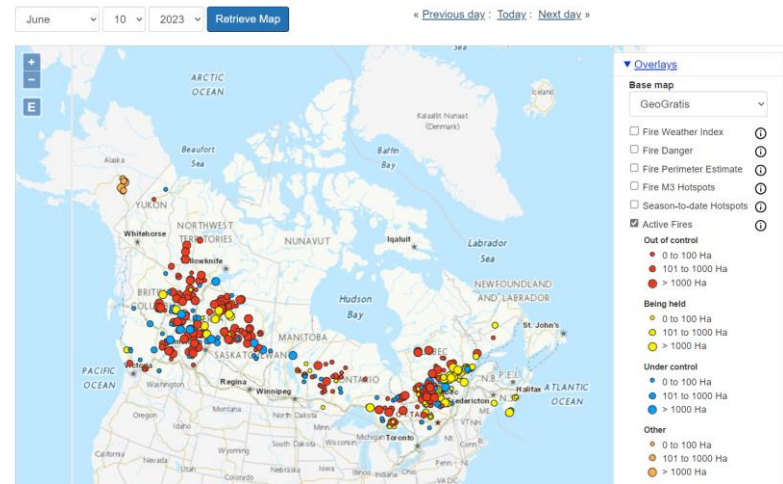 June 10 2023 Retrieve Map « Previous day : Today : Next day »
+
−
E
ARCTIC
OCEAN
Iceland
Kalaallit Nunaat
(Denmark)
Beaufort
Sea
Baffin
Bay
Alaska
YUKON
Whitehorse
NORTHWEST
TERRITORIES
NUNAVUT
Iqaluit
Labrador
Sea
Hudson
Bay
NEWFOUNDLAND
AND LABRADOR
St. John's
MANITOBA
PACIFIC
OCEAN
Regina
Winnipeg
N.B.
P.E.I.
Halifax
ATLANTIC
OCEAN
Washington
Montana
North Dakota
Minn
Oregon
Idaho
South Dakota
Wisconsin
Michigan
Toronto
ME
VT
NH
Wyoming
California
Nevada
Utah
Colorado
Nebraska
Iowa
Illinois
Indiana
Ohio
▼ Overlays
Base map
GeoGratis
Fire Weather Index
Fire Danger
Fire Perimeter Estimate
Fire M3 Hotspots
Season-to-date Hotspots
Active Fires
Out of control
0 to 100 Ha
101 to 1000 Ha
> 1000 Ha
Being held
0 to 100 Ha
101 to 1000 Ha
> 1000 Ha
Under control
0 to 100 Ha
101 to 1000 Ha
> 1000 Ha
Other
0 to 100 Ha
101 to 1000 Ha
> 1000 Ha